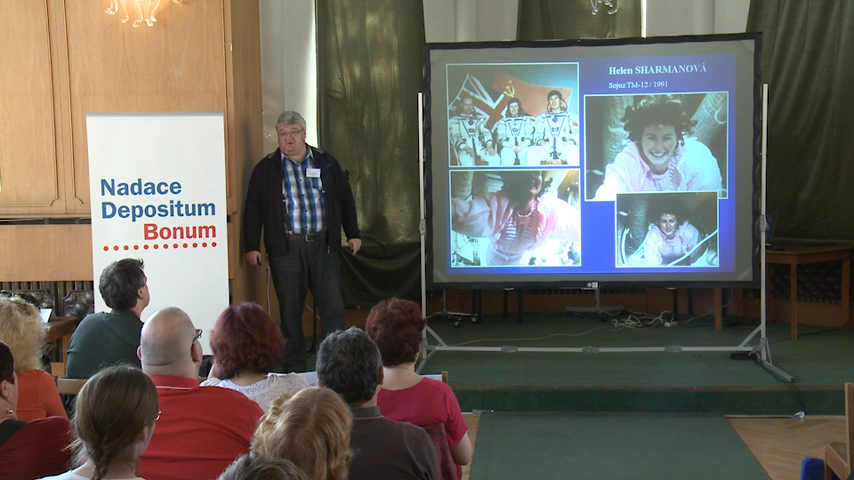 Nadace
Depositum
Bonum
Helen SHARMANOVÁ
Sojuz TM-12 / 1991